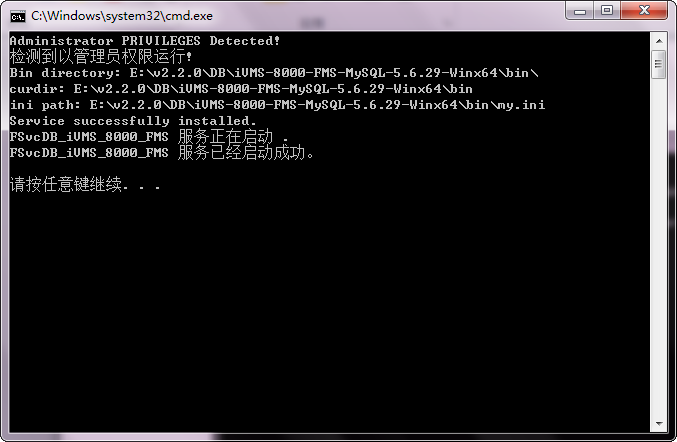 C:\Windows\system32\cmd.exe
Administrator PRIVILEGES Detected!
检测到以管理员权限运行!
Bin directory: E:\v2.2.0\DB\iVMS-8000-FMS-MySQL-5.6.29-Winx64\bin\
curdir: E:\v2.2.0\DB\iVMS-8000-FMS-MySQL-5.6.29-Winx64\bin
ini path: E:\v2.2.0\DB\iVMS-8000-FMS-MySQL-5.6.29-Winx64\bin\my.ini
Service successfully installed.
FSvcDB_iVMS_8000_FMS 服务正在启动 .
FSvcDB_iVMS_8000_FMS 服务已经启动成功。
请按任意键继续. . .